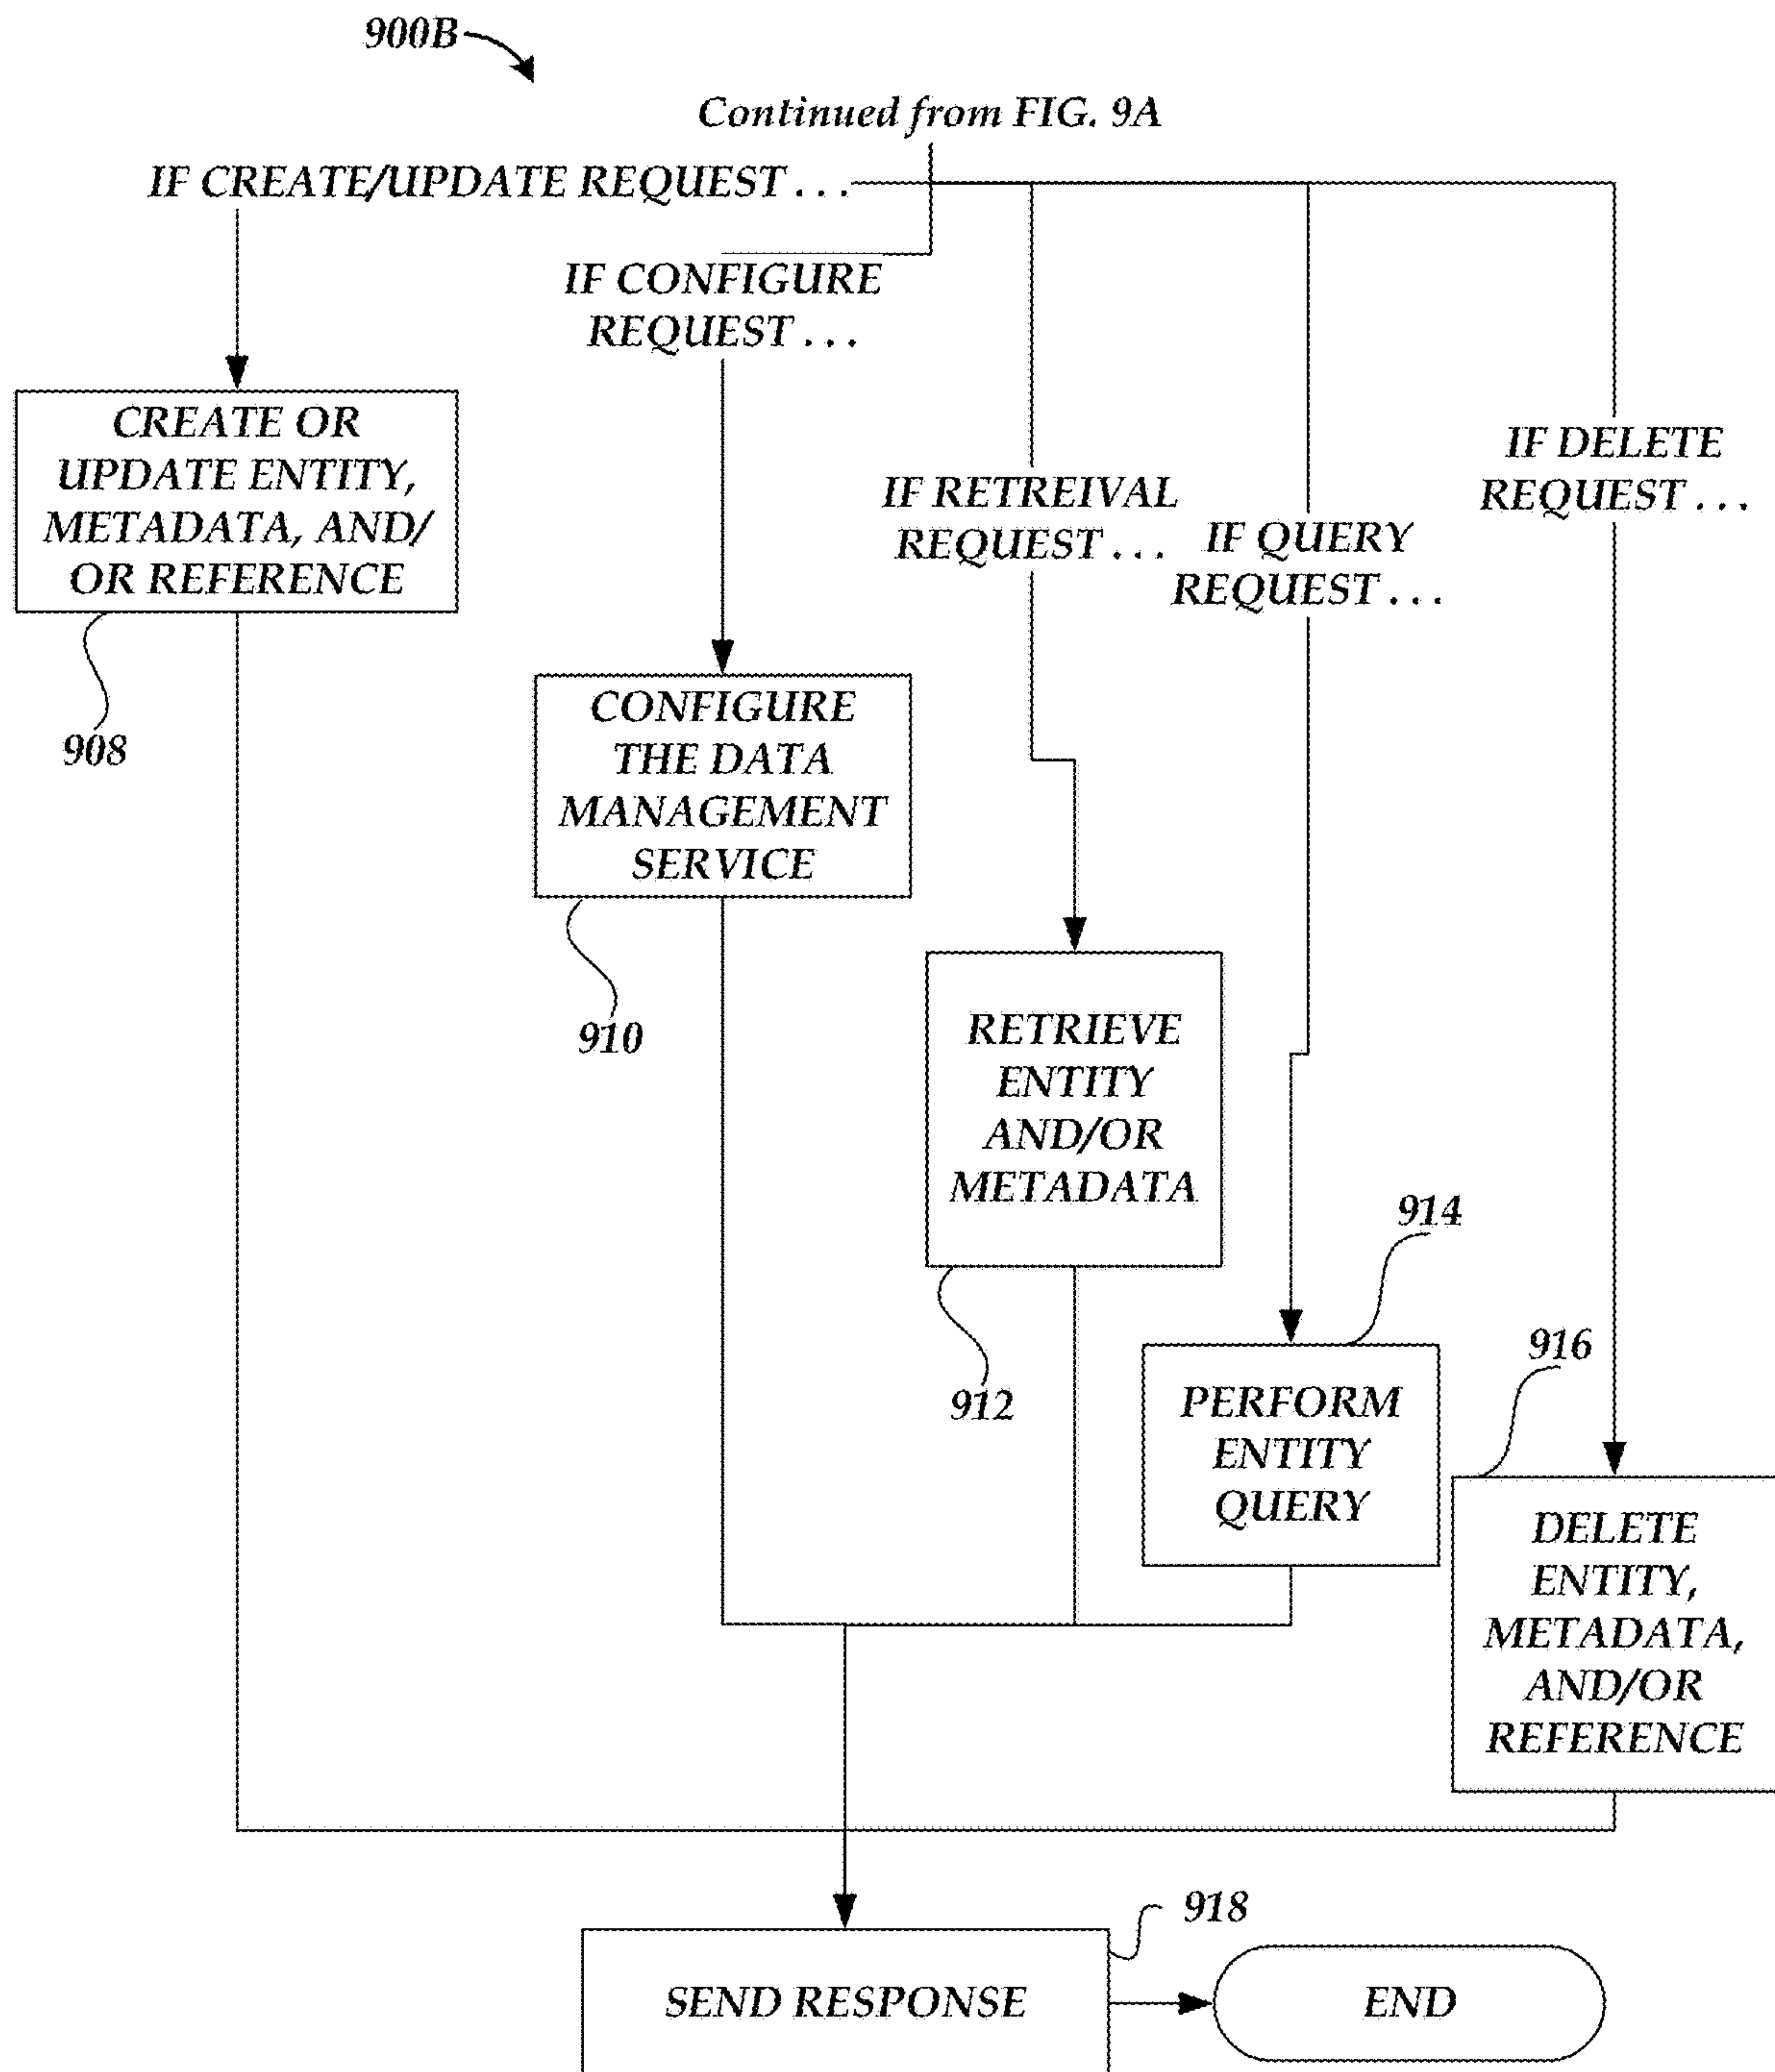 900B
Continued from FIG. 9A
IF CREATE/UPDATE REQUEST . . .
IF CONFIGURE
REQUEST . . .
CREATE OR
UPDATE ENTITY,
METADATA, AND/
OR REFERENCE
908
IF RETREIVAL
REQUEST . . .
IF QUERY
REQUEST . . .
IF DELETE
REQUEST . . .
CONFIGURE
THE DATA
MANAGEMENT
SERVICE
910
RETRIEVE
ENTITY
AND/OR
METADATA
912
914
PERFORM
ENTITY
QUERY
916
DELETE
ENTITY,
METADATA,
AND/OR
REFERENCE
918
SEND RESPONSE
END